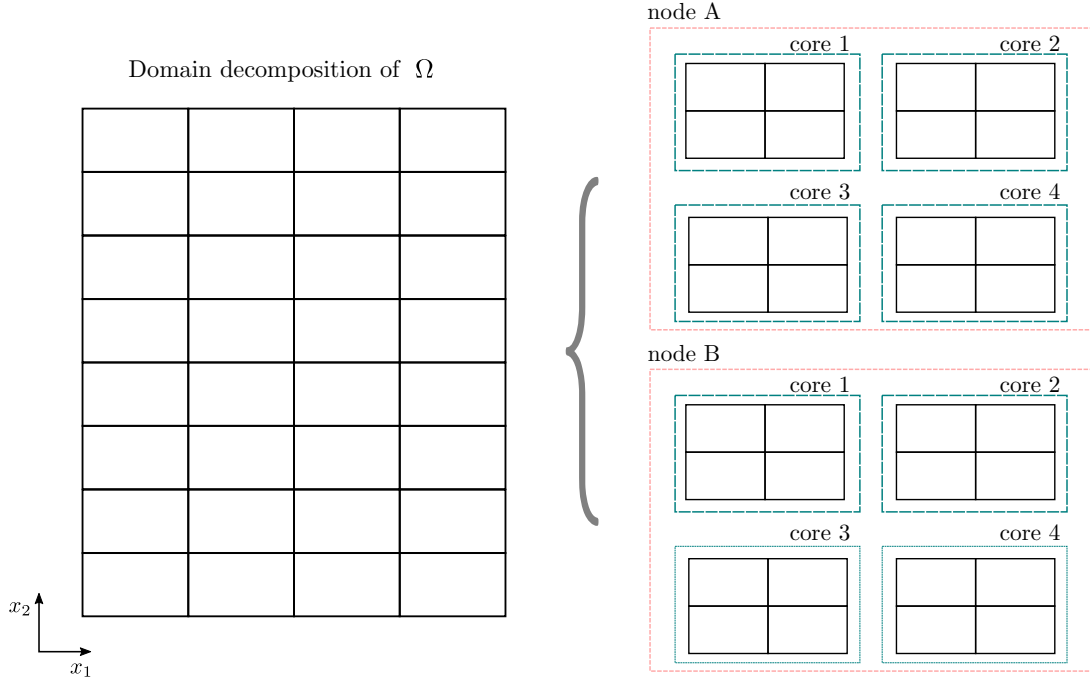 Domain decomposition of Ω
x₂
x₁
node A
core 1
core 2
core 3
core 4
node B
core 1
core 2
core 3
core 4